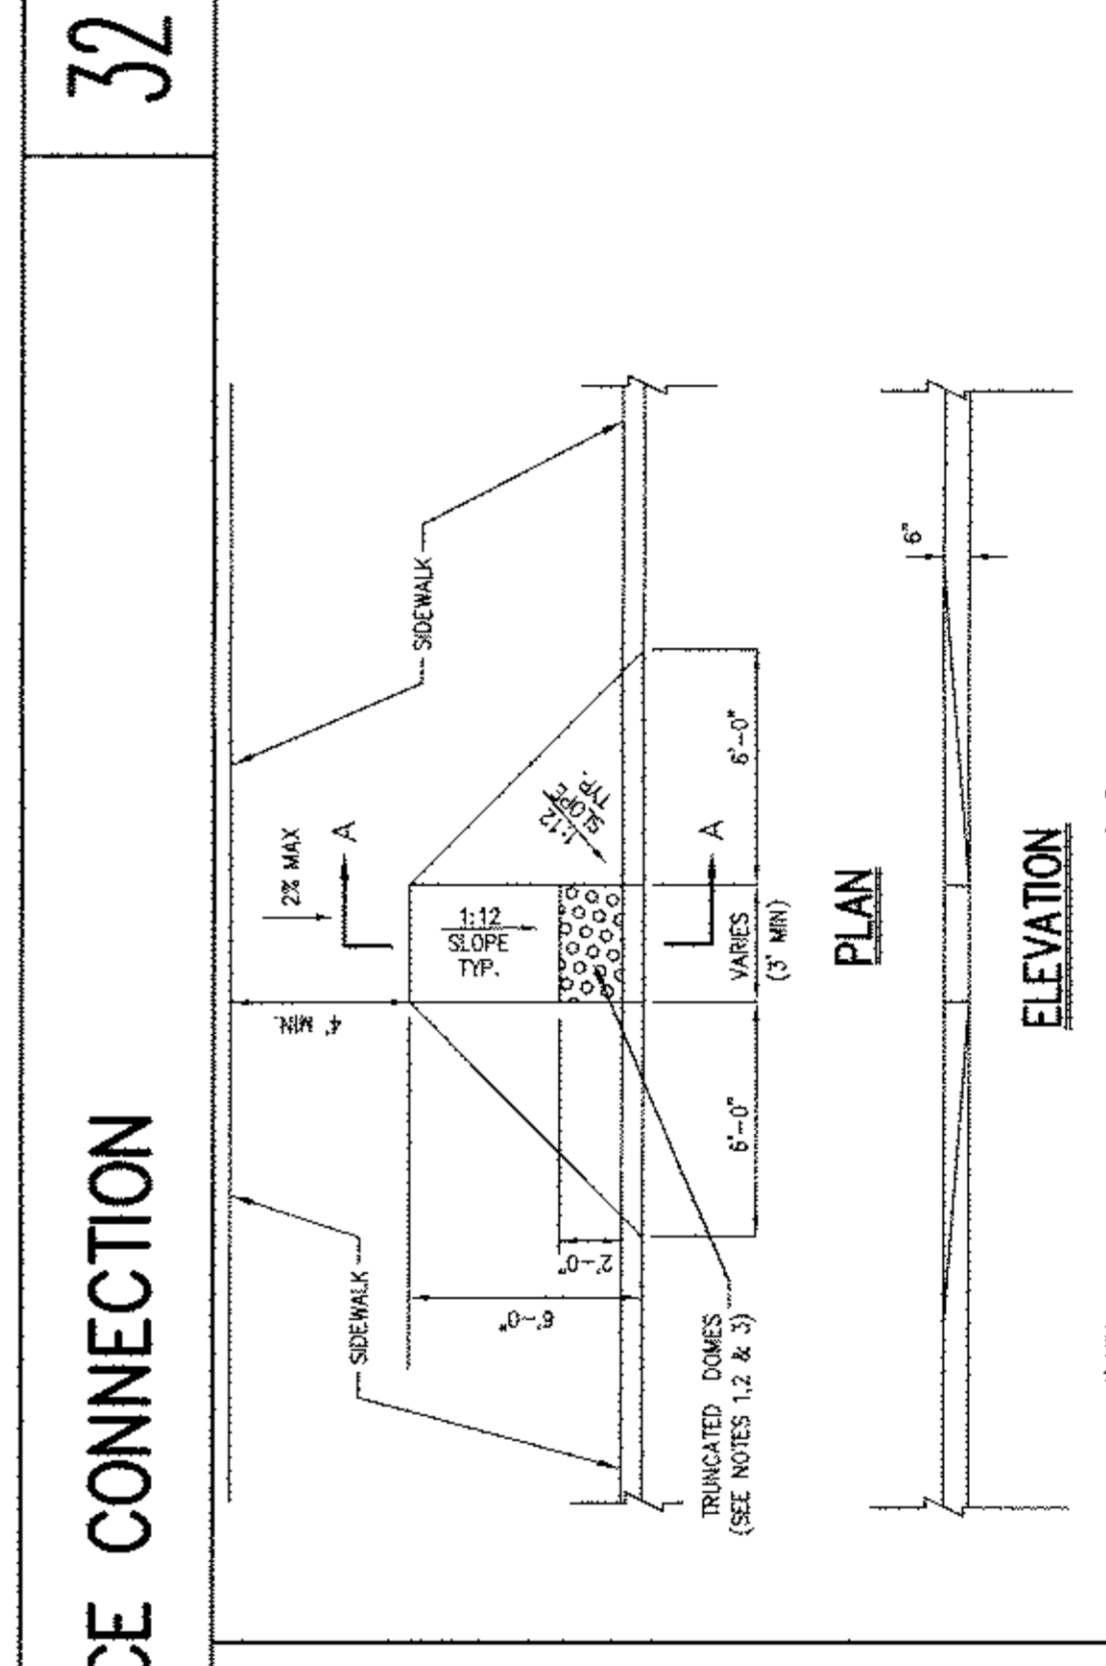 32
CE CONNECTION
SIDEWALK
2% MAX
A
4' MIN.
1:12
SLOPE
TYP.
1:12
SLOPE
TYP.
SIDEWALK
6'-0"
2'-0"
A
6'-0"
VARIES
(3' MIN)
6'-0"
TRUNCATED DOMES
(SEE NOTES 1,2 & 3)
PLAN
6"
ELEVATION